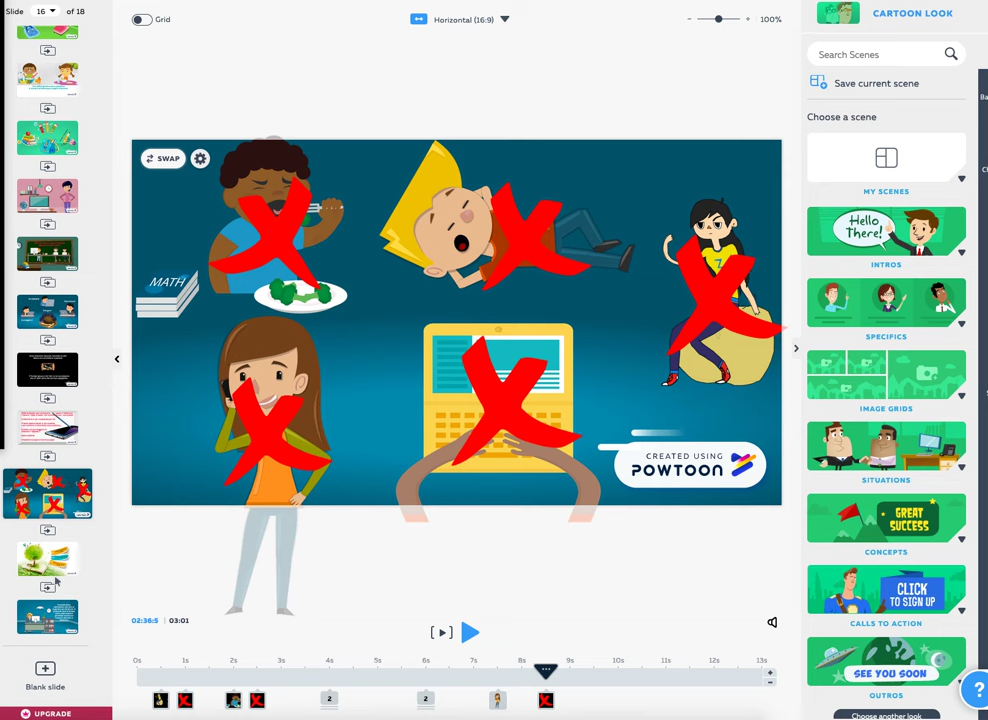 Slide 16 of 18
Grid
Horizontal (16:9)
100%
CARTOON LOOK
Search Scenes
Save current scene
Choose a scene
MY SCENES
Hello
There!
INTROS
SPECIFICS
IMAGE GRIDS
SITUATIONS
GREAT
SUCCESS
CONCEPTS
CLICK
TO SIGN UP
CALLS TO ACTION
SEE YOU SOON
OUTROS
Choose another look
SWAP
MATH
Z
CREATED USING
POWTOON
02:36:5 | 03:01
0s 1s 2s 3s 4s 5s 6s 7s 8s 9s 10s 11s 12s 13s
2 2
Blank slide
UPGRADE
?